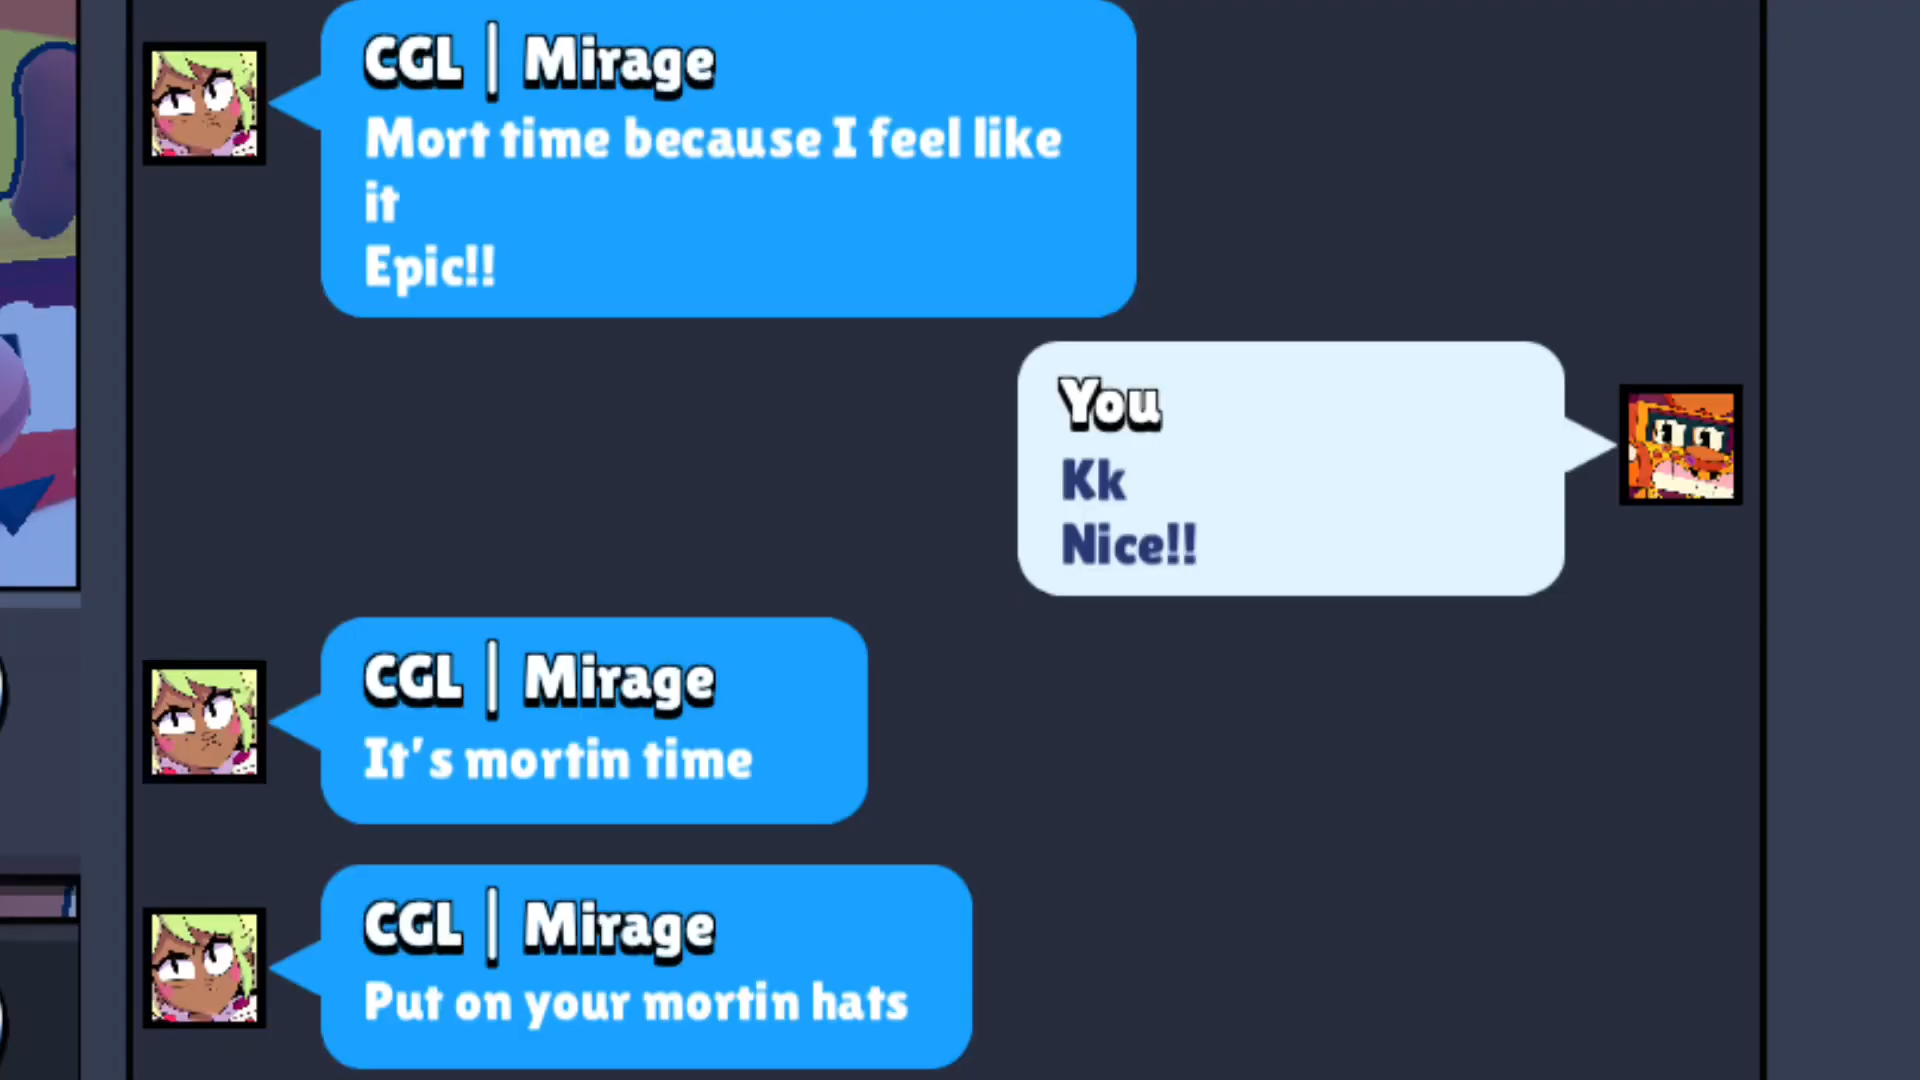 CGL | Mirage
Mort time because I feel like
it
Epic!!
You
Kk
Nice!!
CGL | Mirage
It's mortin time
CGL | Mirage
Put on your mortin hats